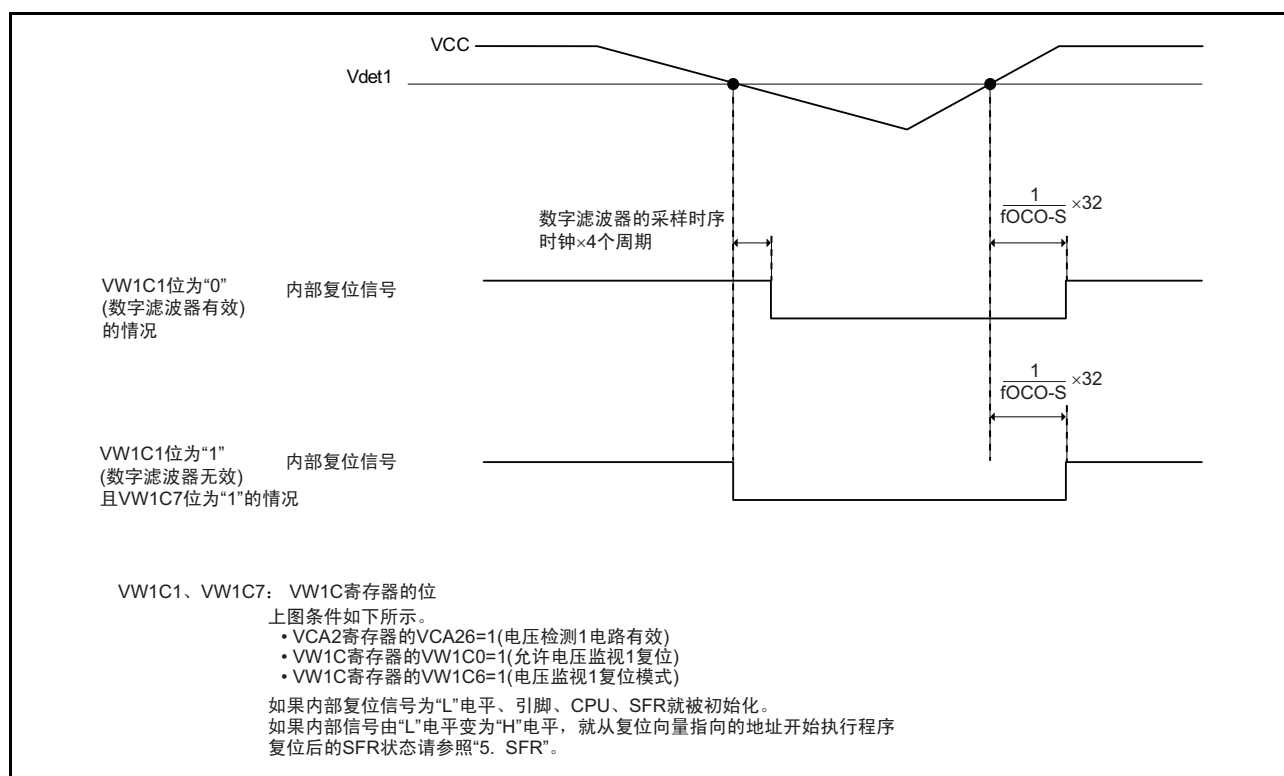 VCC
Vdet1
数字滤波器的采样时序
时钟×4个周期
1
fOCO-S
×32
VW1C1位为“0”
(数字滤波器有效)
的情况
内部复位信号
1
fOCO-S
×32
VW1C1位为“1”
(数字滤波器无效)
且VW1C7位为“1”的情况
内部复位信号
VW1C1、VW1C7： VW1C寄存器的位
上图条件如下所示。
• VCA2寄存器的VCA26=1(电压检测1电路有效)
• VW1C寄存器的VW1C0=1(允许电压监视1复位)
• VW1C寄存器的VW1C6=1(电压监视1复位模式)
如果内部复位信号为“L”电平、引脚、CPU、SFR就被初始化。
如果内部信号由“L”电平变为“H”电平，就从复位向量指向的地址开始执行程序
复位后的SFR状态请参照“5. SFR”。